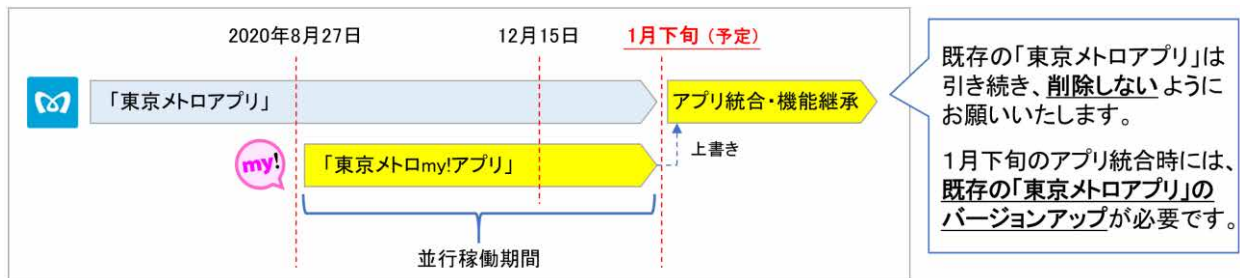 2020年8月27日
12月15日
1月下旬（予定）
「東京メトロアプリ」
アプリ統合・機能継承
my!
「東京メトロmy!アプリ」
上書き
並行稼働期間
既存の「東京メトロアプリ」は
引き続き、削除しないように
お願いいたします。
１月下旬のアプリ統合時には、
既存の「東京メトロアプリ」の
バージョンアップが必要です。